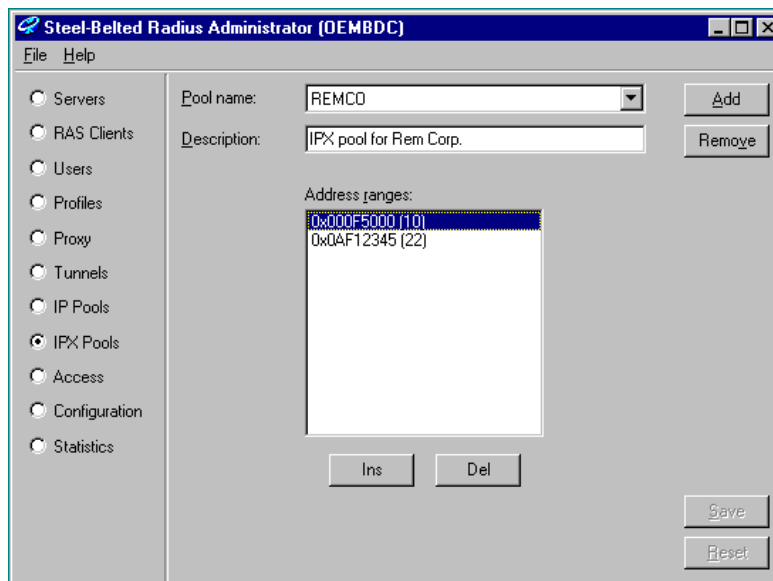 Steel-Belted Radius Administrator (OEMBDC)
File Help
Servers
RAS Clients
Users
Profiles
Proxy
Tunnels
IP Pools
IPX Pools
Access
Configuration
Statistics
Pool name:
REMCO
Description:
IPX pool for Rem Corp.
Address ranges:
0x000F5000 (10)
0x0AF12345 (22)
Ins Del
Add
Remove
Save
Reset